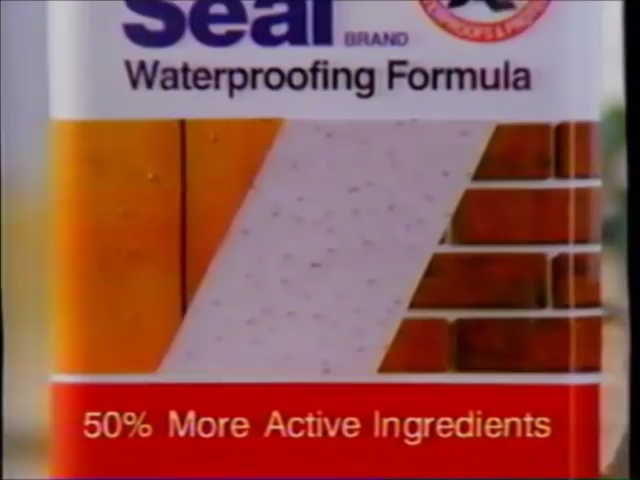 Seal BRAND
Waterproofing Formula
50% More Active Ingredients